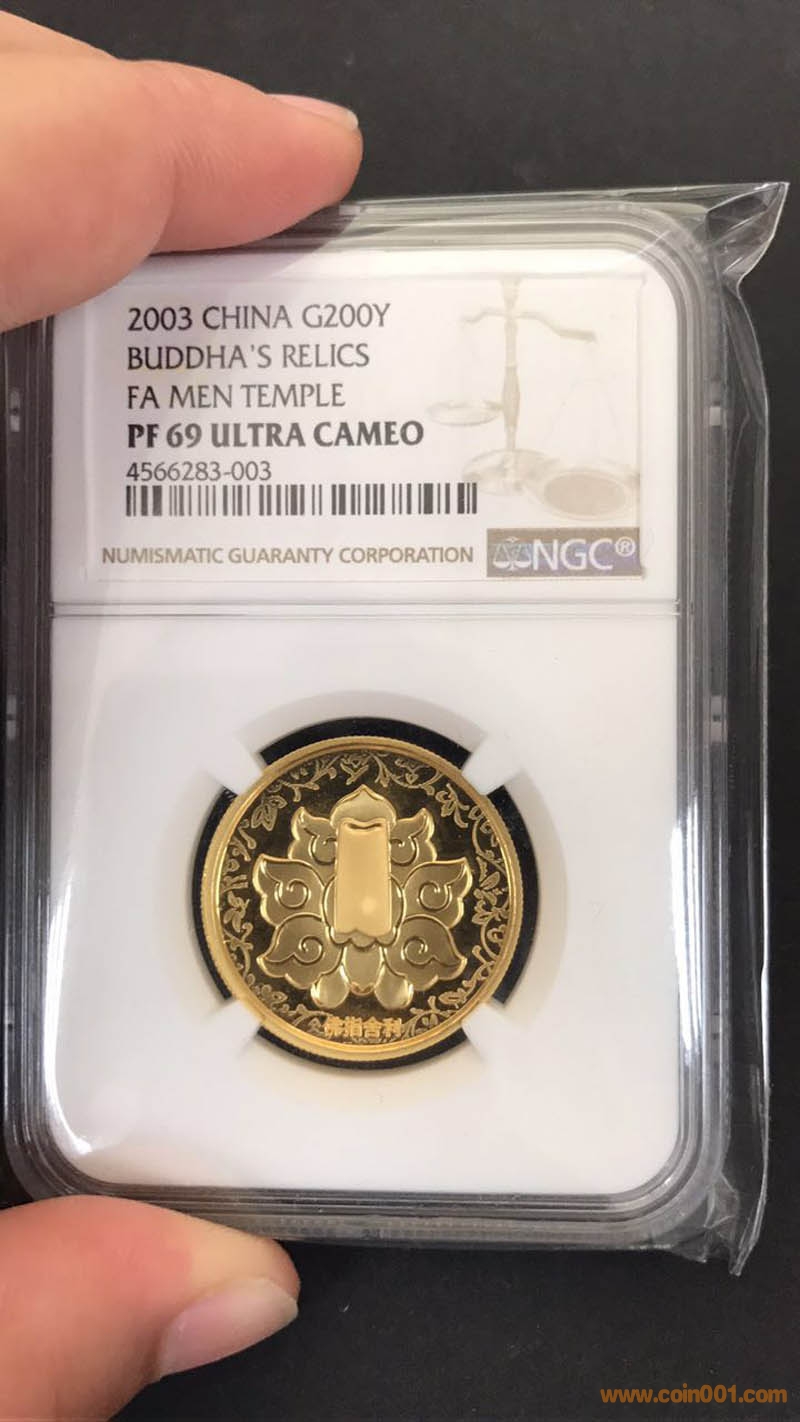 2003 CHINA G200Y
BUDDHA'S RELICS
FA MEN TEMPLE
PF 69 ULTRA CAMEO
4566283-003
NUMISMATIC GUARANTY CORPORATION NGC®
佛指舍利
www.coin001.com